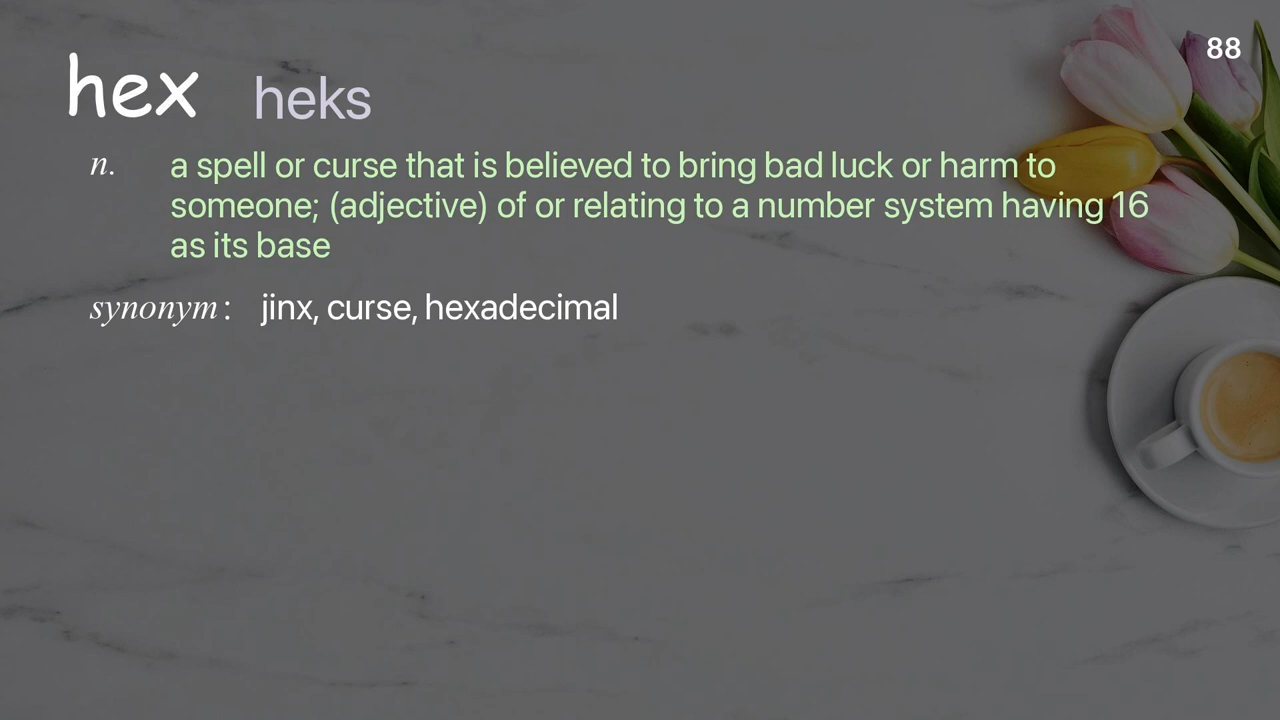 88
hex heks
n. a spell or curse that is believed to bring bad luck or harm to
someone; (adjective) of or relating to a number system having 16
as its base
synonym: jinx, curse, hexadecimal